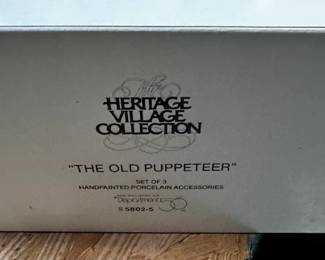 The
HERITAGE
VILLAGE
COLLECTION
"THE OLD PUPPETEER"
SET OF 3
HANDPAINTED PORCELAIN ACCESSORIES
Department 56
5802-5